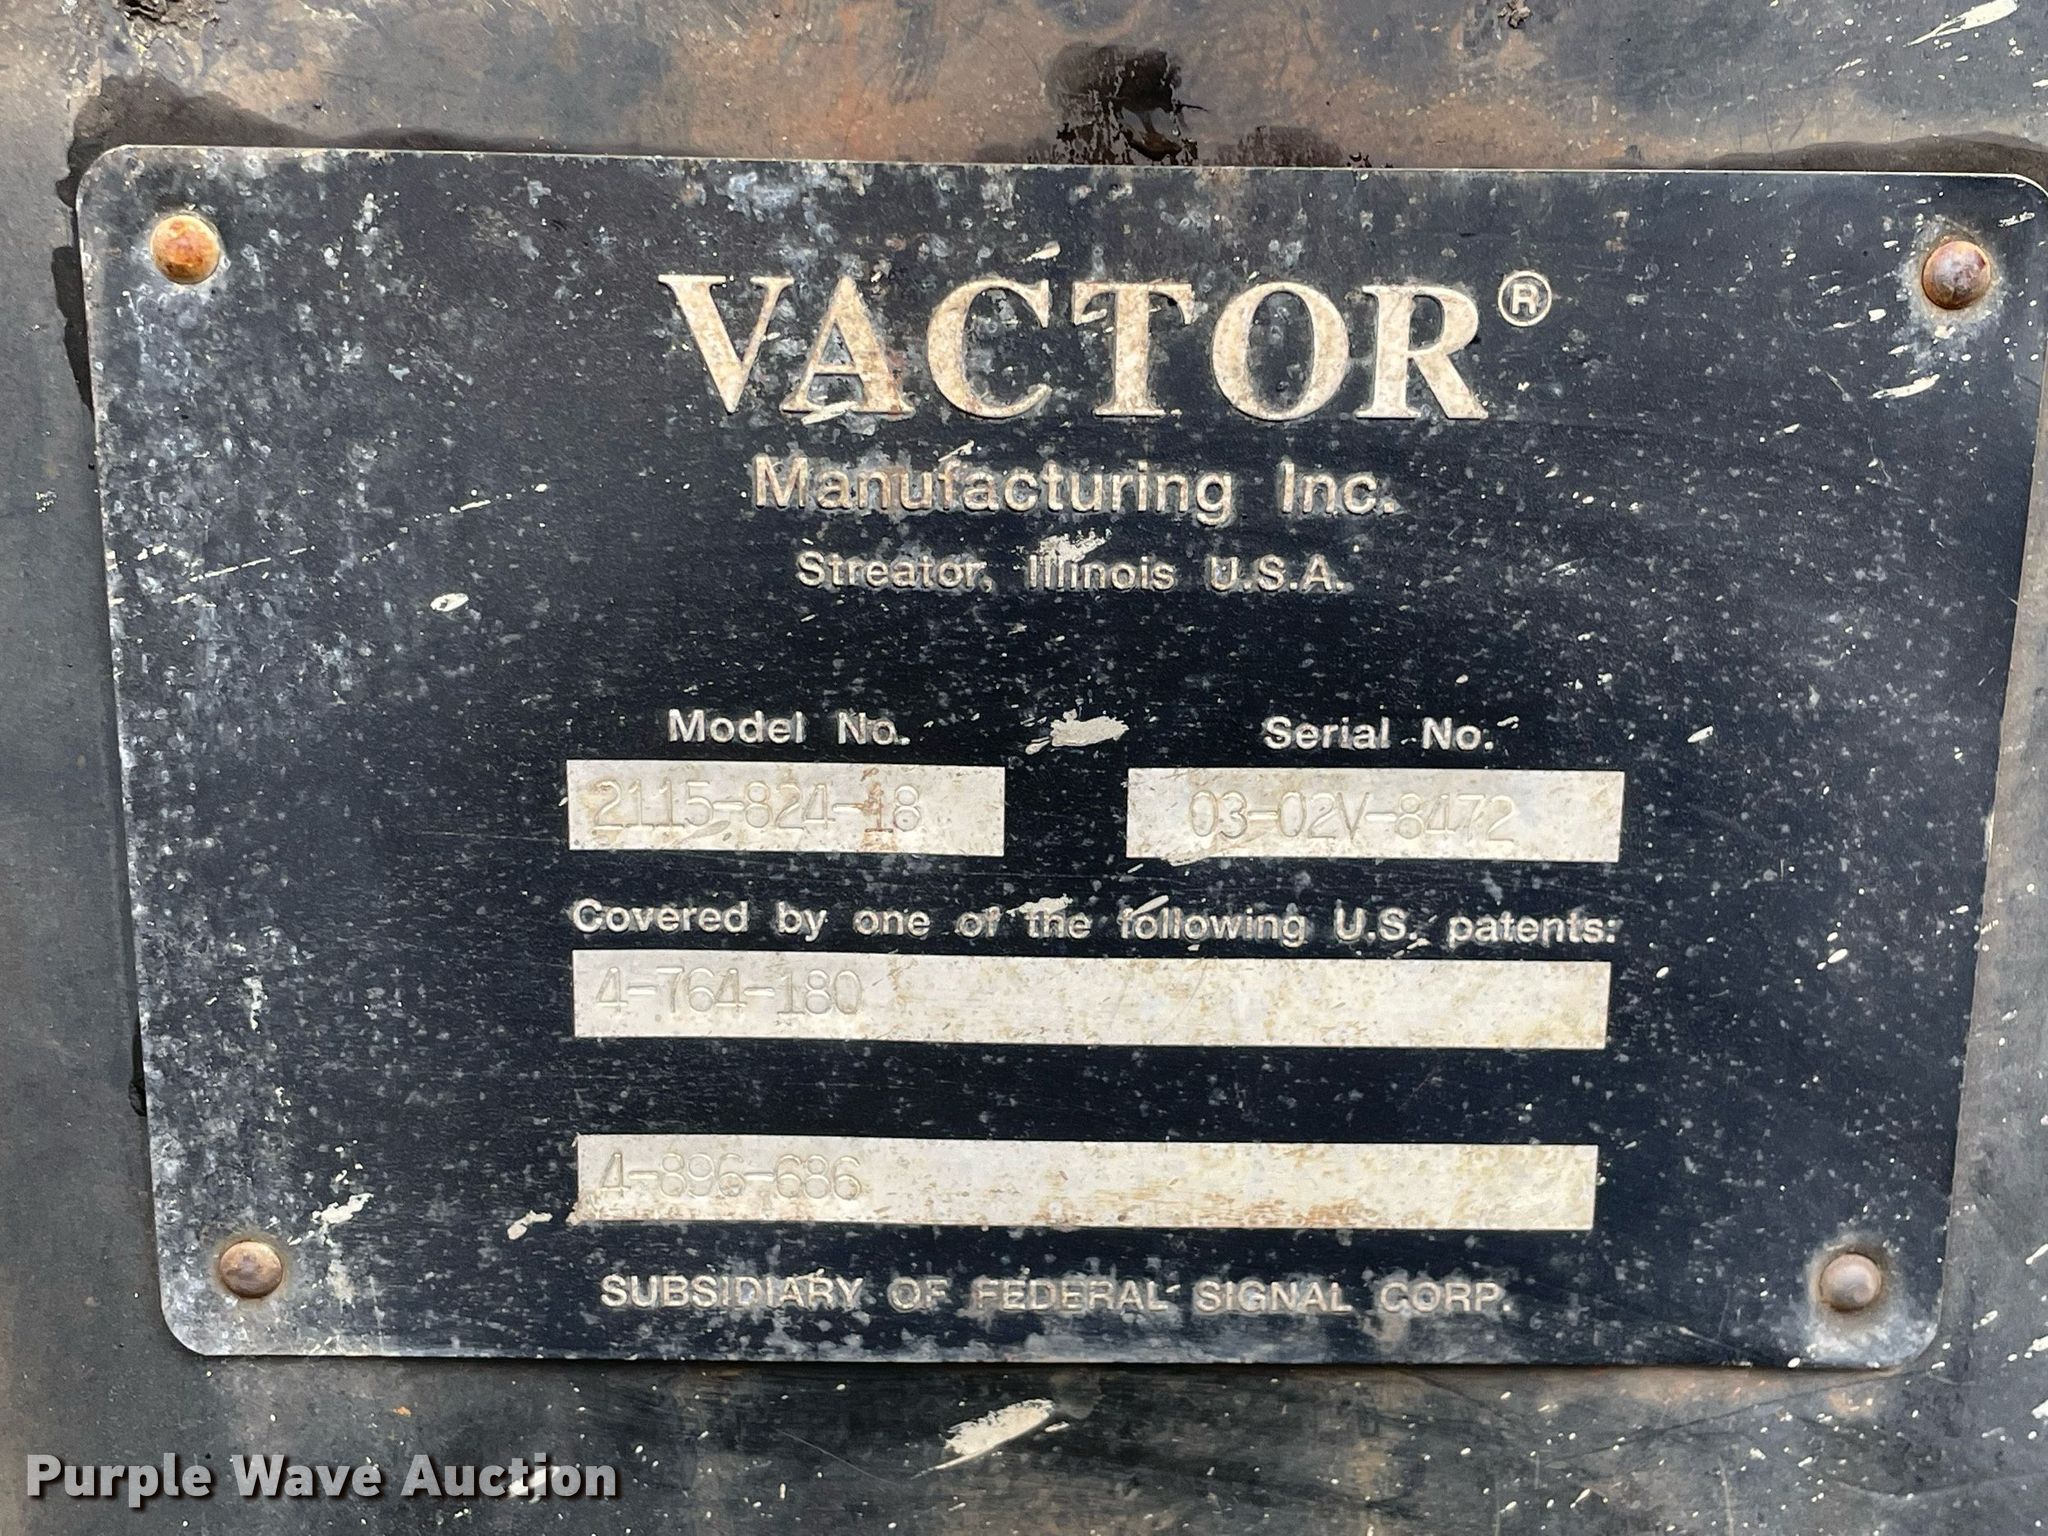 VACTOR®
Manufacturing Inc.
Streator, Illinois U.S.A.
Model No. Serial No.
2115-824-18 03-02V-8472
Covered by one of the following U.S. patents:
4-764-180
4-896-686
SUBSIDIARY OF FEDERAL SIGNAL CORP.
Purple Wave Auction